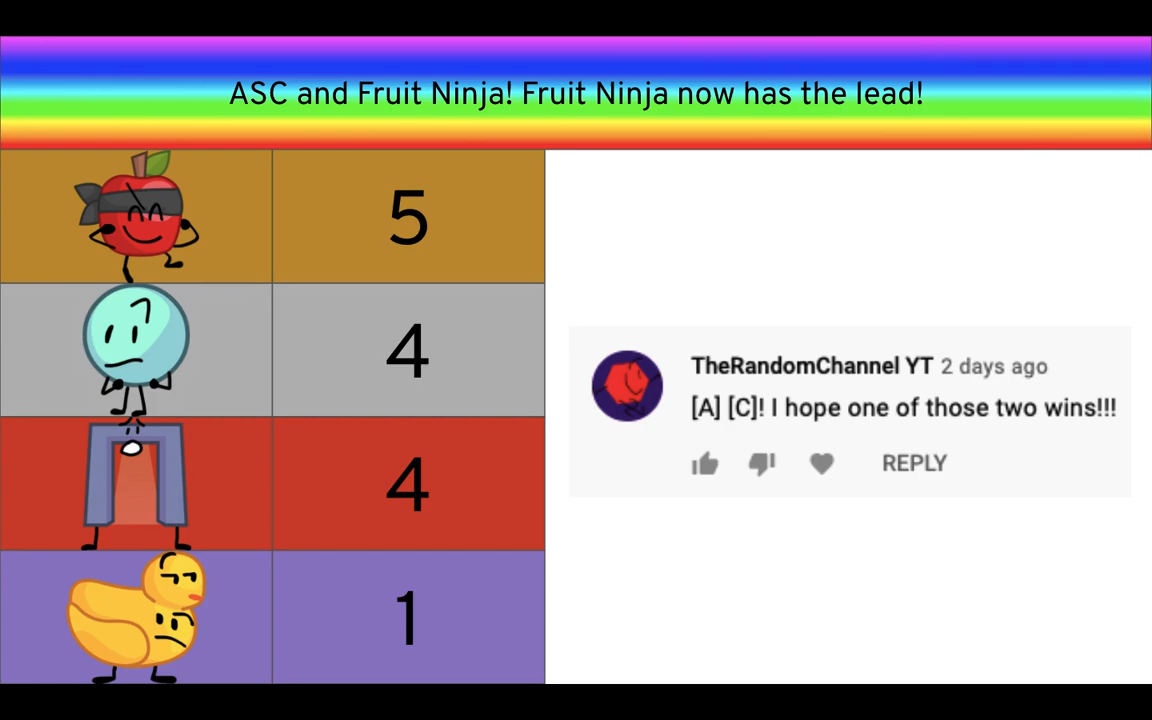 ASC and Fruit Ninja! Fruit Ninja now has the lead!
5
4
4
1
TheRandomChannel YT 2 days ago
[A] [C]! I hope one of those two wins!!!
REPLY